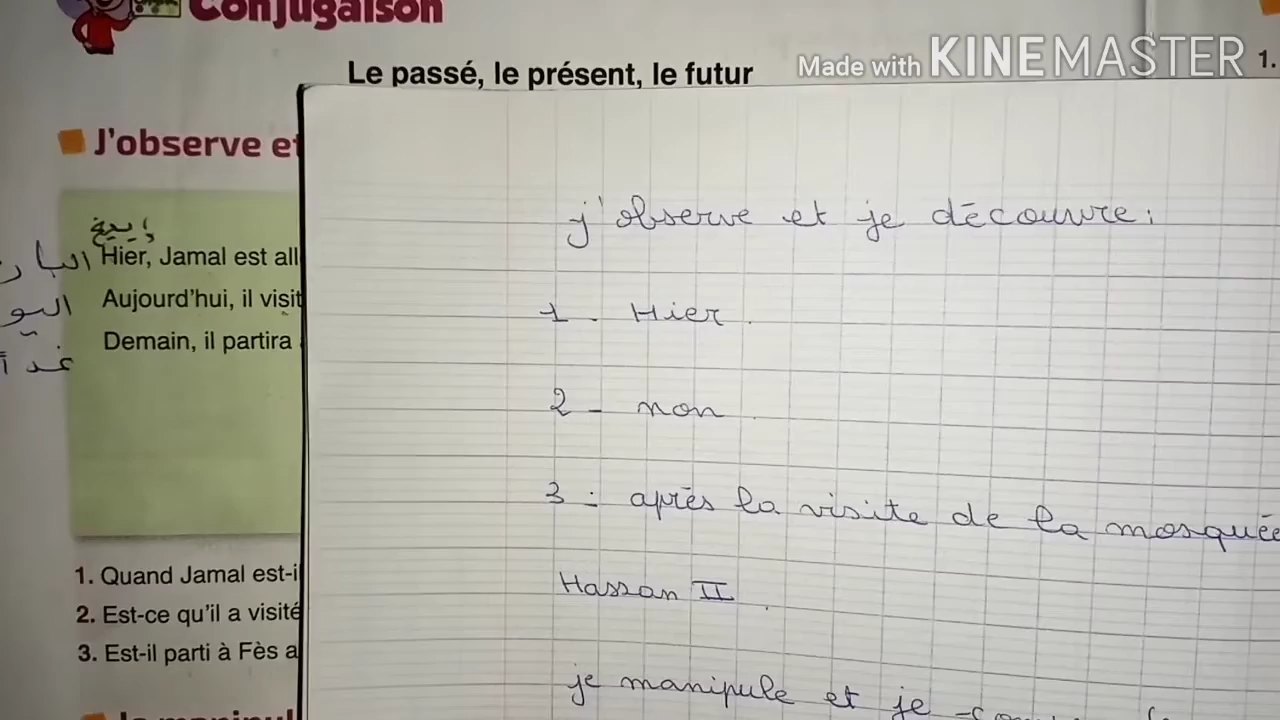 Conjugaison
Le passé, le présent, le futur
Made with KINEMASTER
1.
J'observe et
Hier, Jamal est all
Aujourd'hui, il visit
Demain, il partira
غداً
1. Quand Jamal est-i
2. Est-ce qu'il a visité
3. Est-il parti à Fès a
j'observe et je découvre :
1 - Hier .
2 - non .
3 : après la visite de la mosquée
Hassan II .
je manipule et je